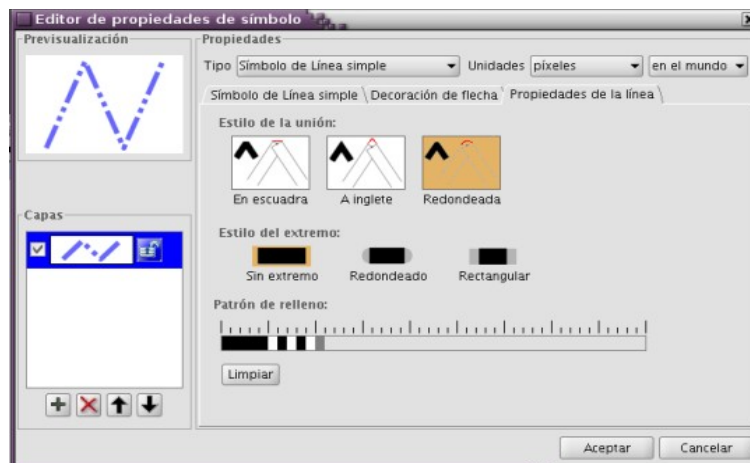 Editor de propiedades de símbolo
Previsualización
Propiedades
Tipo Símbolo de Línea simple Unidades píxeles en el mundo
Símbolo de Línea simple Decoración de flecha Propiedades de la línea
Estilo de la unión:
En escuadra A inglete Redondeada
Capas
Estilo del extremo:
Sin extremo Redondeado Rectangular
Patrón de relleno:
Limpiar
Aceptar Cancelar